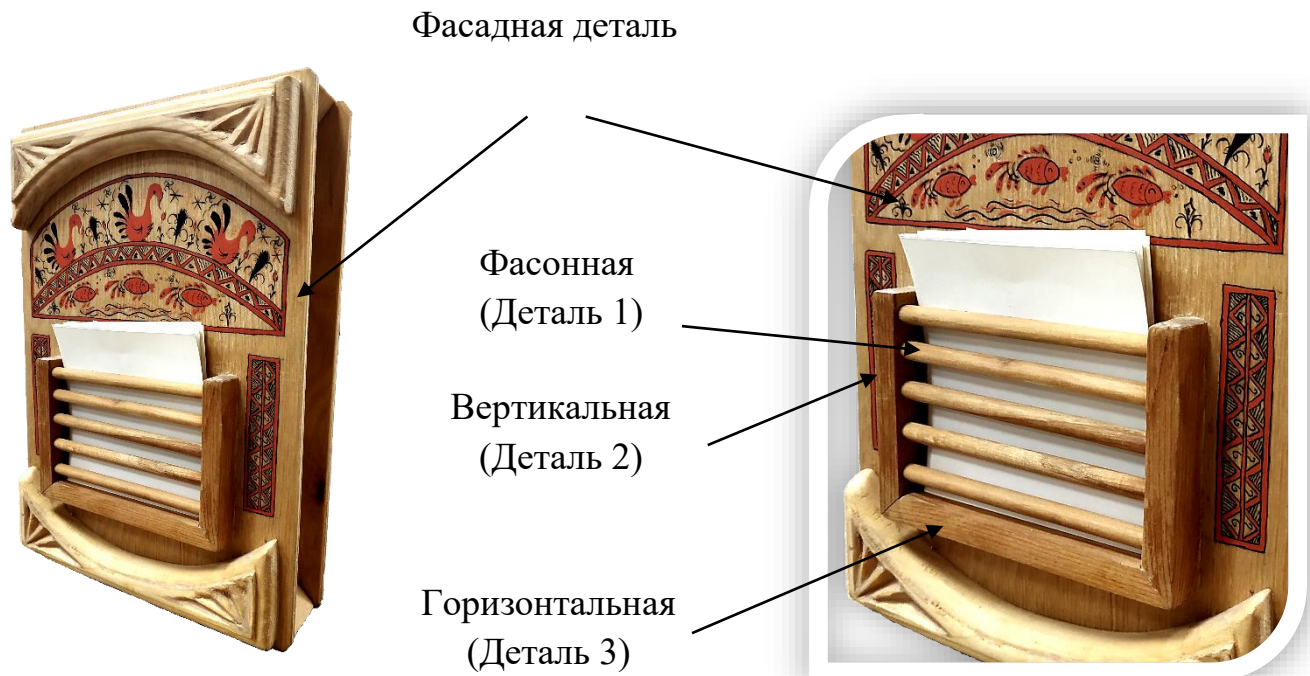 Фасадная деталь
Фасонная
(Деталь 1)
Вертикальная
(Деталь 2)
Горизонтальная
(Деталь 3)